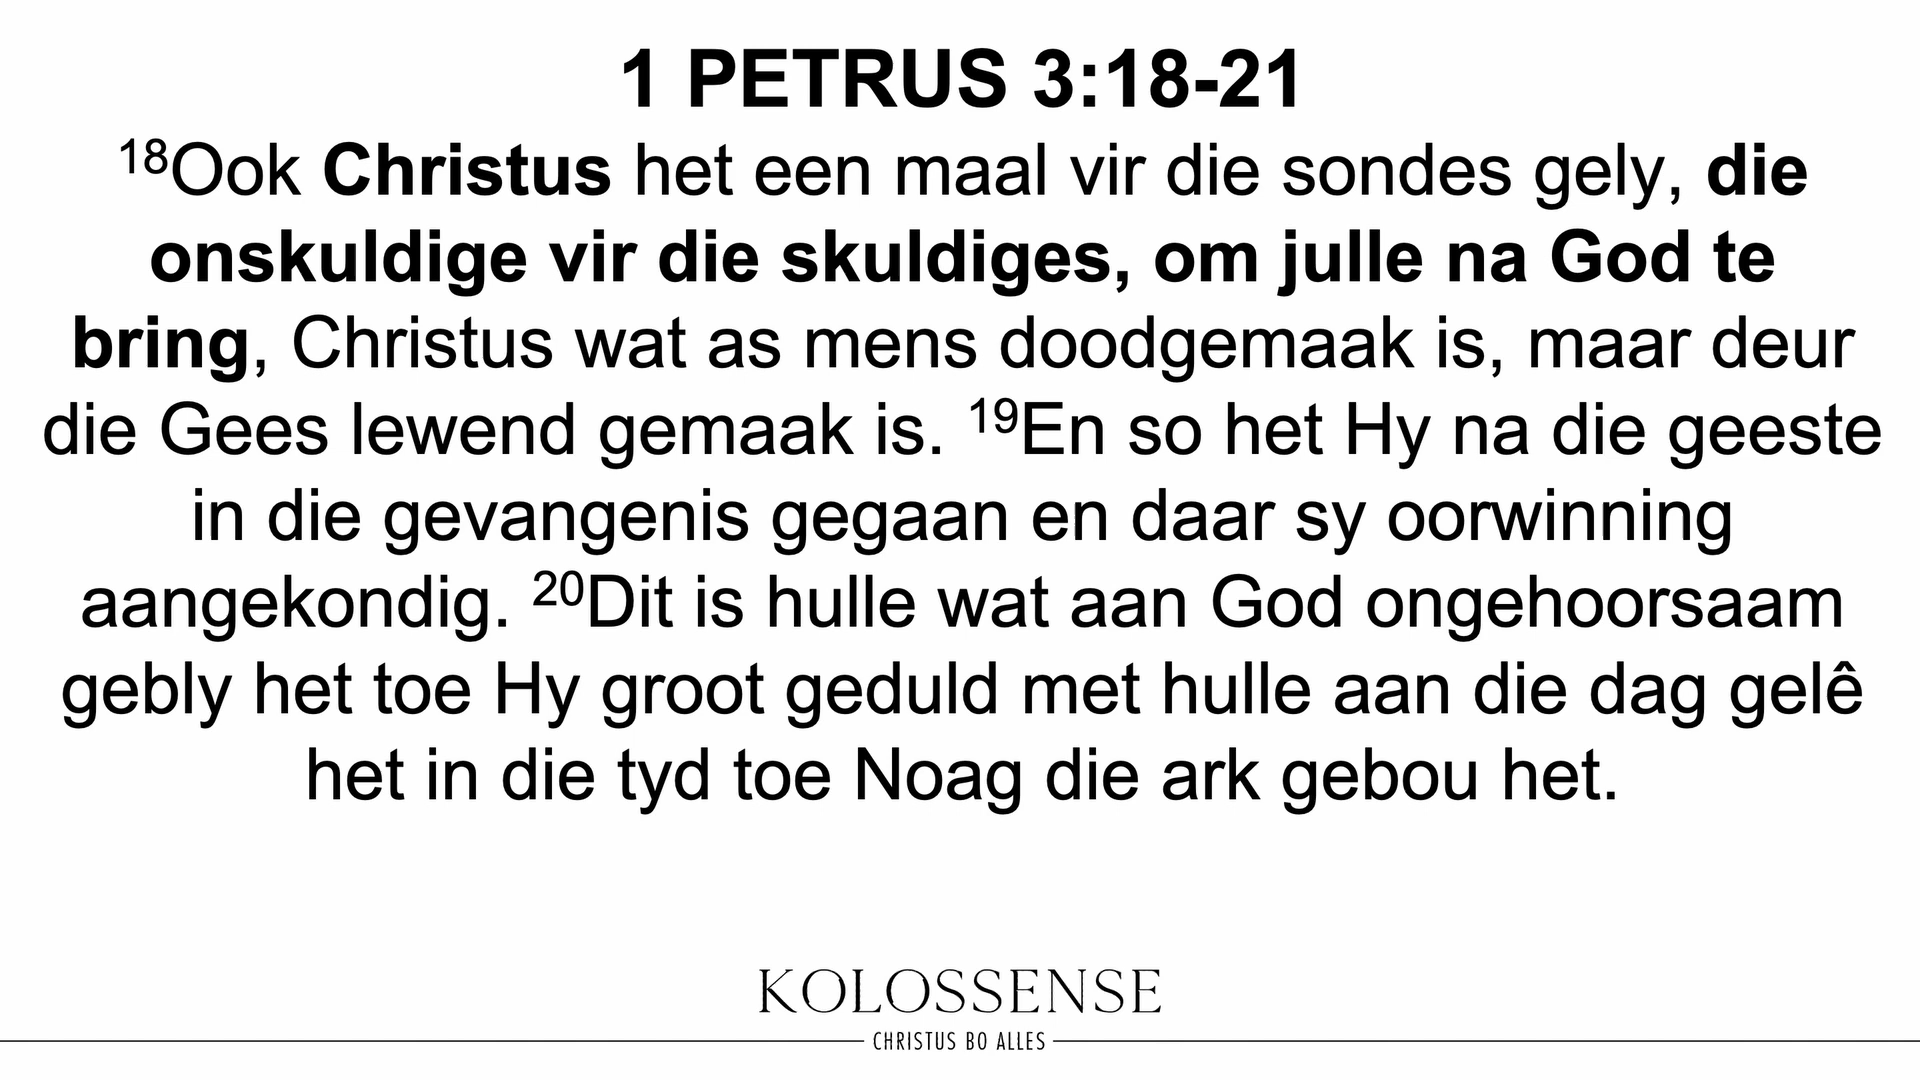 1 PETRUS 3:18-21
¹⁸Ook Christus het een maal vir die sondes gely, die
onskuldige vir die skuldiges, om julle na God te
bring, Christus wat as mens doodgemaak is, maar deur
die Gees lewend gemaak is. ¹⁹En so het Hy na die geeste
in die gevangenis gegaan en daar sy oorwinning
aangekondig. ²⁰Dit is hulle wat aan God ongehoorsaam
gebly het toe Hy groot geduld met hulle aan die dag gelê
het in die tyd toe Noag die ark gebou het.
KOLOSSENSE
CHRISTUS BO ALLES